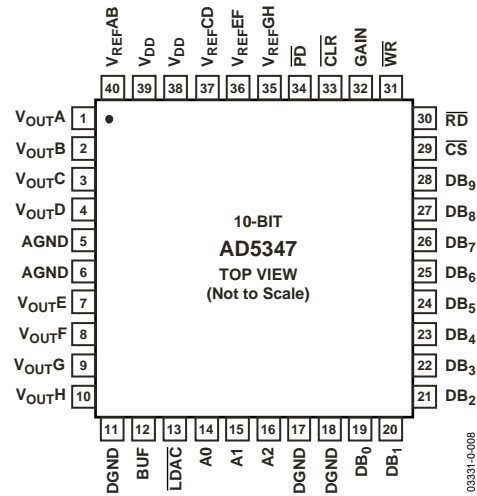 VREFAB
VDD
VDD
VREFCD
VREFEF
VREFGH
PD
CLR
GAIN
WR
40 39 38 37 36 35 34 33 32 31
VOUTA 1
VOUTB 2
VOUTC 3
VOUTD 4
AGND 5
AGND 6
VOUTE 7
VOUTF 8
VOUTG 9
VOUTH 10
10-BIT
AD5347
TOP VIEW
(Not to Scale)
30 RD
29 CS
28 DB9
27 DB8
26 DB7
25 DB6
24 DB5
23 DB4
22 DB3
21 DB2
11 12 13 14 15 16 17 18 19 20
DGND
BUF
LDAC
A0
A1
A2
DGND
DGND
DB0
DB1
03331-0-008